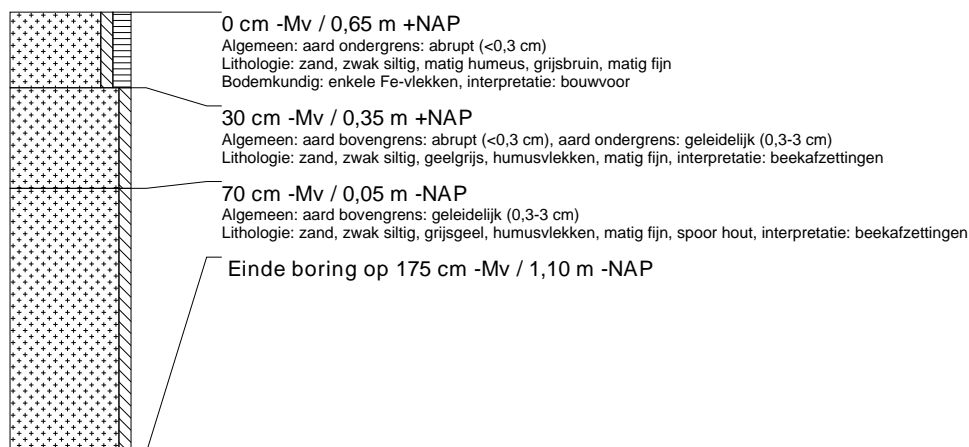 0 cm -Mv / 0,65 m +NAP
Algemeen: aard ondergrens: abrupt (<0,3 cm)
Lithologie: zand, zwak siltig, matig humeus, grijsbruin, matig fijn
Bodemkundig: enkele Fe-vlekken, interpretatie: bouwvoor
30 cm -Mv / 0,35 m +NAP
Algemeen: aard bovengrens: abrupt (<0,3 cm), aard ondergrens: geleidelijk (0,3-3 cm)
Lithologie: zand, zwak siltig, geelgrijs, humusvlekken, matig fijn, interpretatie: beekafzettingen
70 cm -Mv / 0,05 m -NAP
Algemeen: aard bovengrens: geleidelijk (0,3-3 cm)
Lithologie: zand, zwak siltig, grijsgeel, humusvlekken, matig fijn, spoor hout, interpretatie: beekafzettingen
Einde boring op 175 cm -Mv / 1,10 m -NAP